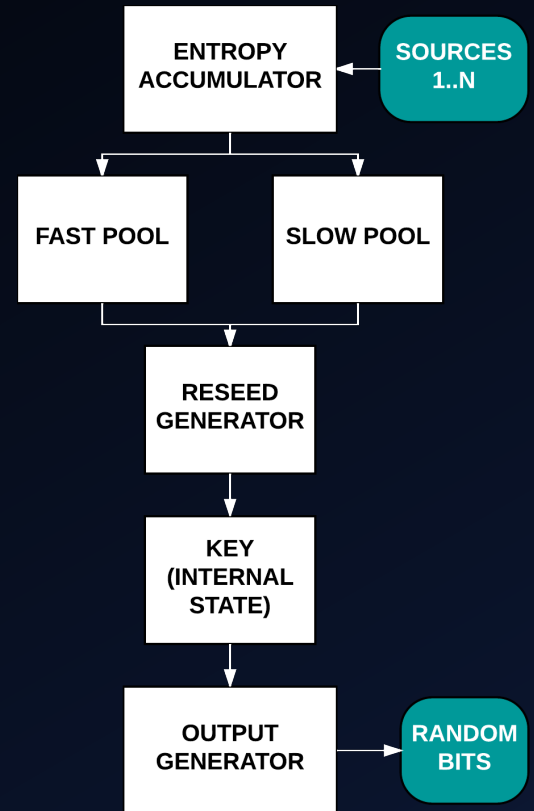 ENTROPY
ACCUMULATOR
SOURCES
1..N
FAST POOL
SLOW POOL
RESEED
GENERATOR
KEY
(INTERNAL
STATE)
OUTPUT
GENERATOR
RANDOM
BITS